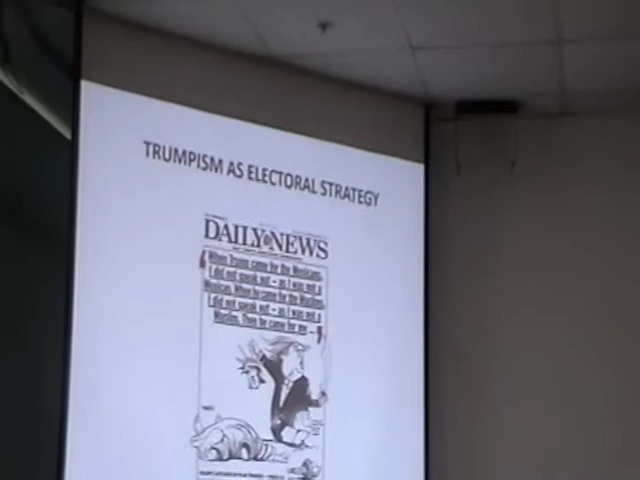 TRUMPISM AS ELECTORAL STRATEGY
DAILY NEWS
When Trump came for the Mexicans,
I did not speak out – as I was not a
Mexican. When he came for the Muslims,
I did not speak out – as I was not a
Muslim. Then he came for me –